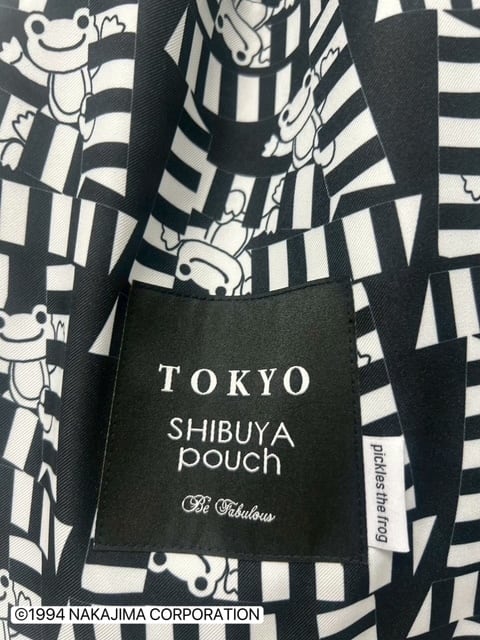 TOKYO
SHIBUYA
pouch
Be Fabulous
pickles the frog
©1994 NAKAJIMA CORPORATION